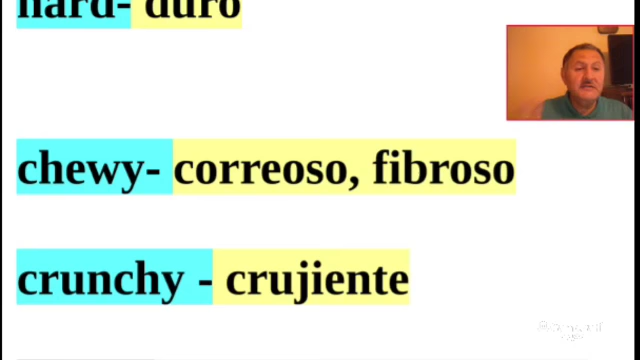 hard- duro
chewy- correoso, fibroso
crunchy - crujiente